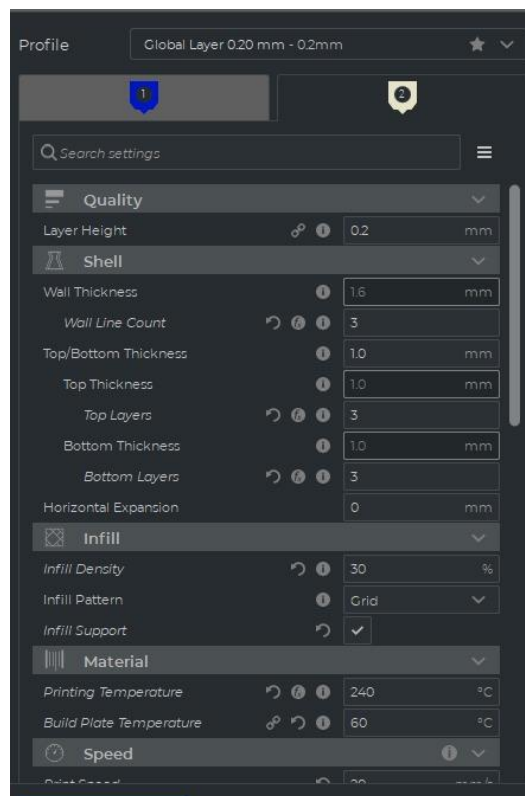 Profile Global Layer 0.20 mm - 0.2mm
1 2
Search settings
Quality
Layer Height 0.2 mm
Shell
Wall Thickness 1.6 mm
Wall Line Count 3
Top/Bottom Thickness 1.0 mm
Top Thickness 1.0 mm
Top Layers 3
Bottom Thickness 1.0 mm
Bottom Layers 3
Horizontal Expansion 0 mm
Infill
Infill Density 30 %
Infill Pattern Grid
Infill Support
Material
Printing Temperature 240 °C
Build Plate Temperature 60 °C
Speed
Print Speed mm/s